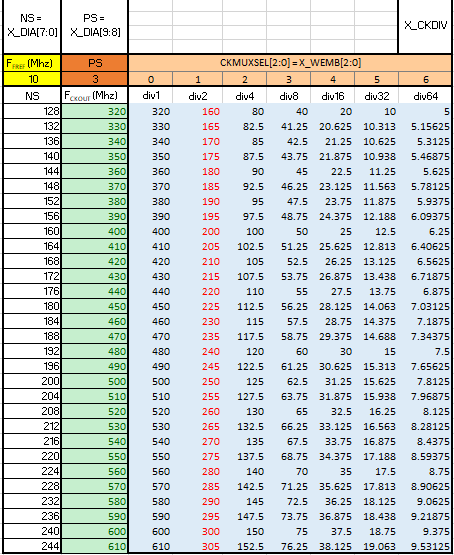 NS = PS =
X_DIA[7:0] X_DIA[9:8] X_CKDIV
FPREF (Mhz) PS CKMUXSEL[2:0] = X_WEMB[2:0]
10 3 0 1 2 3 4 5 6
NS FCKOUT (Mhz) div1 div2 div4 div8 div16 div32 div64
128 320 320 160 80 40 20 10 5
132 330 330 165 82.5 41.25 20.625 10.313 5.15625
136 340 340 170 85 42.5 21.25 10.625 5.3125
140 350 350 175 87.5 43.75 21.875 10.938 5.46875
144 360 360 180 90 45 22.5 11.25 5.625
148 370 370 185 92.5 46.25 23.125 11.563 5.78125
152 380 380 190 95 47.5 23.75 11.875 5.9375
156 390 390 195 97.5 48.75 24.375 12.188 6.09375
160 400 400 200 100 50 25 12.5 6.25
164 410 410 205 102.5 51.25 25.625 12.813 6.40625
168 420 420 210 105 52.5 26.25 13.125 6.5625
172 430 430 215 107.5 53.75 26.875 13.438 6.71875
176 440 440 220 110 55 27.5 13.75 6.875
180 450 450 225 112.5 56.25 28.125 14.063 7.03125
184 460 460 230 115 57.5 28.75 14.375 7.1875
188 470 470 235 117.5 58.75 29.375 14.688 7.34375
192 480 480 240 120 60 30 15 7.5
196 490 490 245 122.5 61.25 30.625 15.313 7.65625
200 500 500 250 125 62.5 31.25 15.625 7.8125
204 510 510 255 127.5 63.75 31.875 15.938 7.96875
208 520 520 260 130 65 32.5 16.25 8.125
212 530 530 265 132.5 66.25 33.125 16.563 8.28125
216 540 540 270 135 67.5 33.75 16.875 8.4375
220 550 550 275 137.5 68.75 34.375 17.188 8.59375
224 560 560 280 140 70 35 17.5 8.75
228 570 570 285 142.5 71.25 35.625 17.813 8.90625
232 580 580 290 145 72.5 36.25 18.125 9.0625
236 590 590 295 147.5 73.75 36.875 18.438 9.21875
240 600 600 300 150 75 37.5 18.75 9.375
244 610 610 305 152.5 76.25 38.125 19.063 9.53125